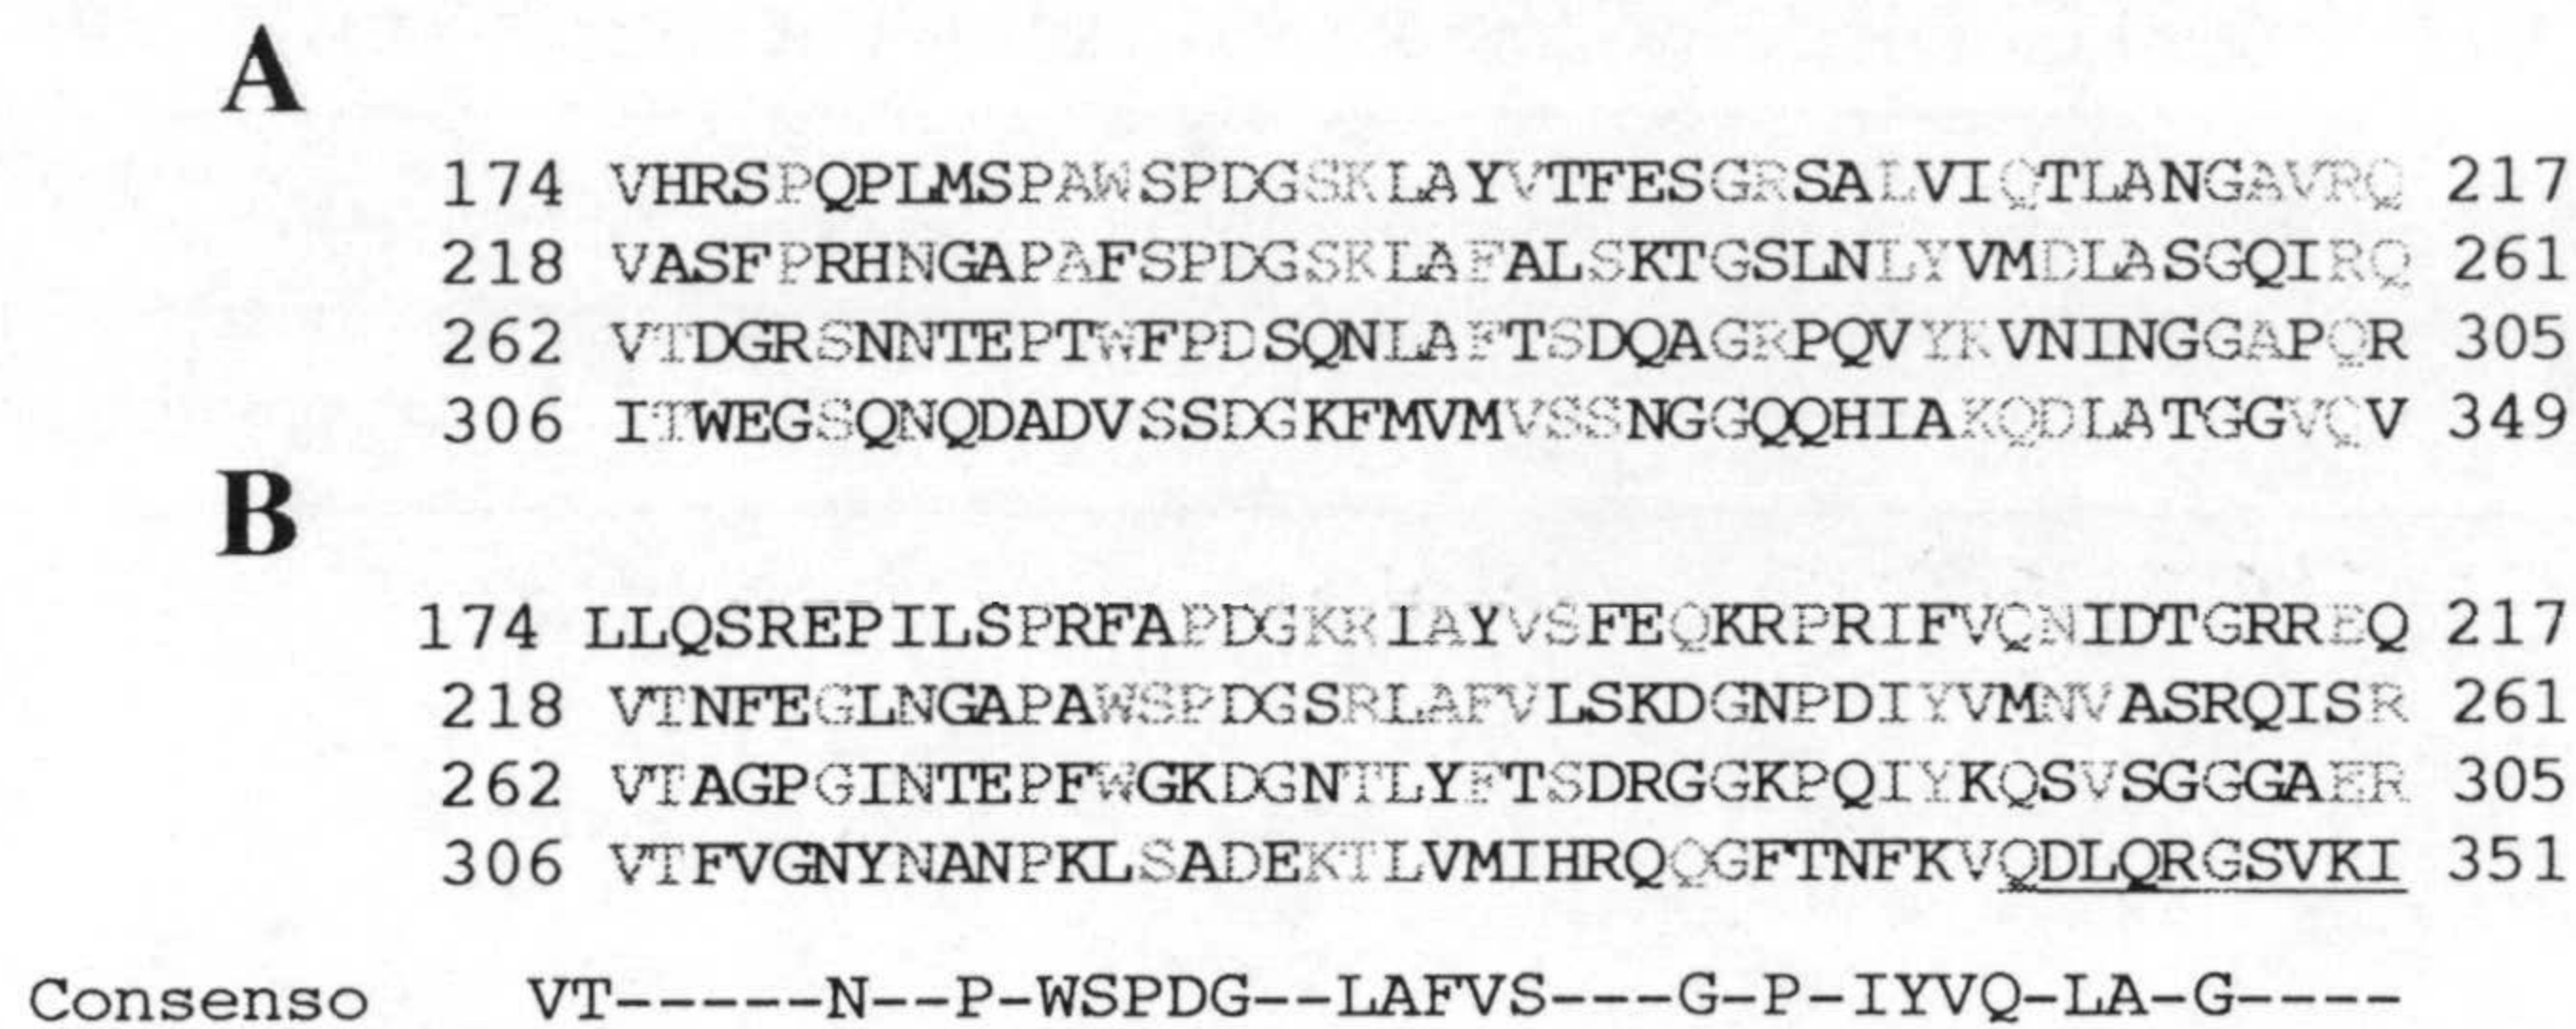 A
174 VHRSPQPLMSPAWSPDGSKLAYVTFESGRSALVIQTLANGAVRQ 217
218 VASFPRHNGAPAFSPDGSKLAFALSKTGSLNLYVMDLASGQIRQ 261
262 VTDGRSNNTEPTWFPDSQNLAFTSDQAGRPQVYKVNINGGAPQR 305
306 ITWEGSQNQDADVSSDGKFMVMVSSNGGQQHIAKQDLATGGVQV 349
B
174 LLQSREPILSPRFAPDGKRIAYVSFEQKRPRIFVQNIDTGRREQ 217
218 VTNFEGLNGAPAWSPDGSRLAFVLSKDGNPDIYVMNVASRQISR 261
262 VTAGPGINTEPFWGKDGNTLYFTSDRGGKPQIYKQSVSGGGAER 305
306 VTFVGNYNANPKLSADEKTLVMIHRQQGFTNFKVQDLQRGSVKI 351
Consenso VT-----N--P-WSPDG--LAFVS---G-P-IYVQ-LA-G----